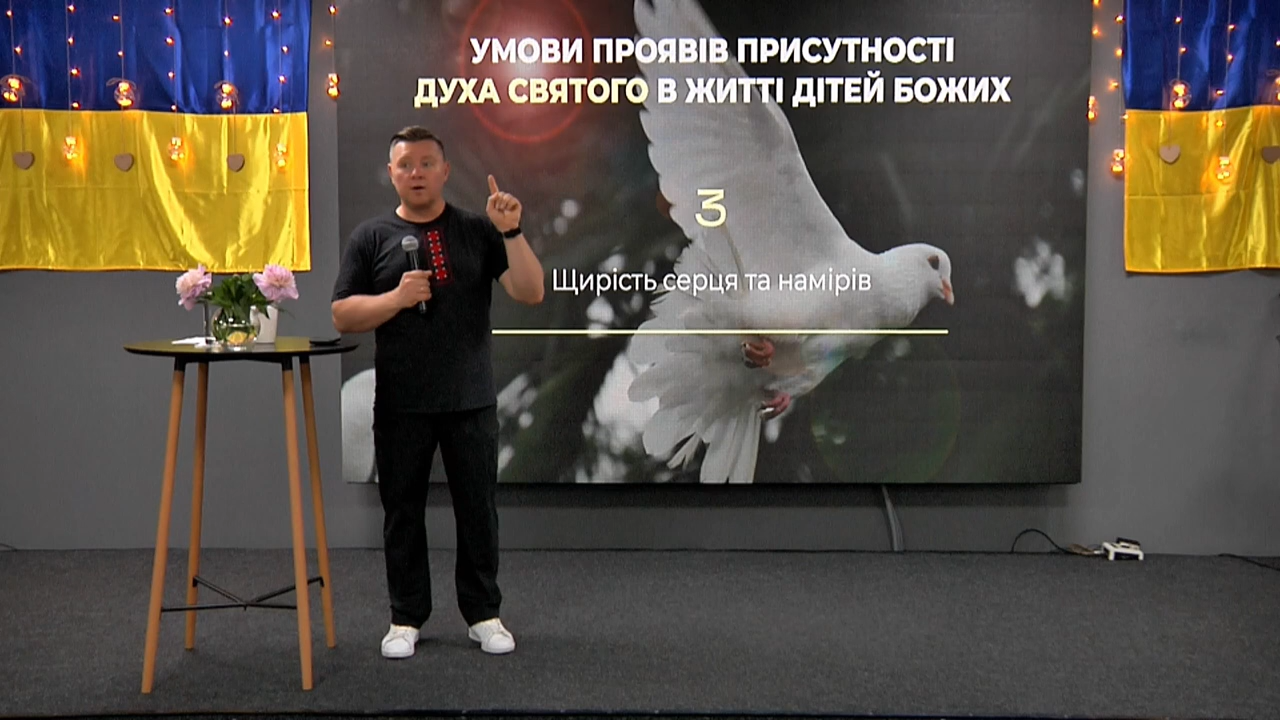 УМОВИ ПРОЯВІВ ПРИСУТНОСТІ
ДУХА СВЯТОГО В ЖИТТІ ДІТЕЙ БОЖИХ
3
Щирість серця та намірів